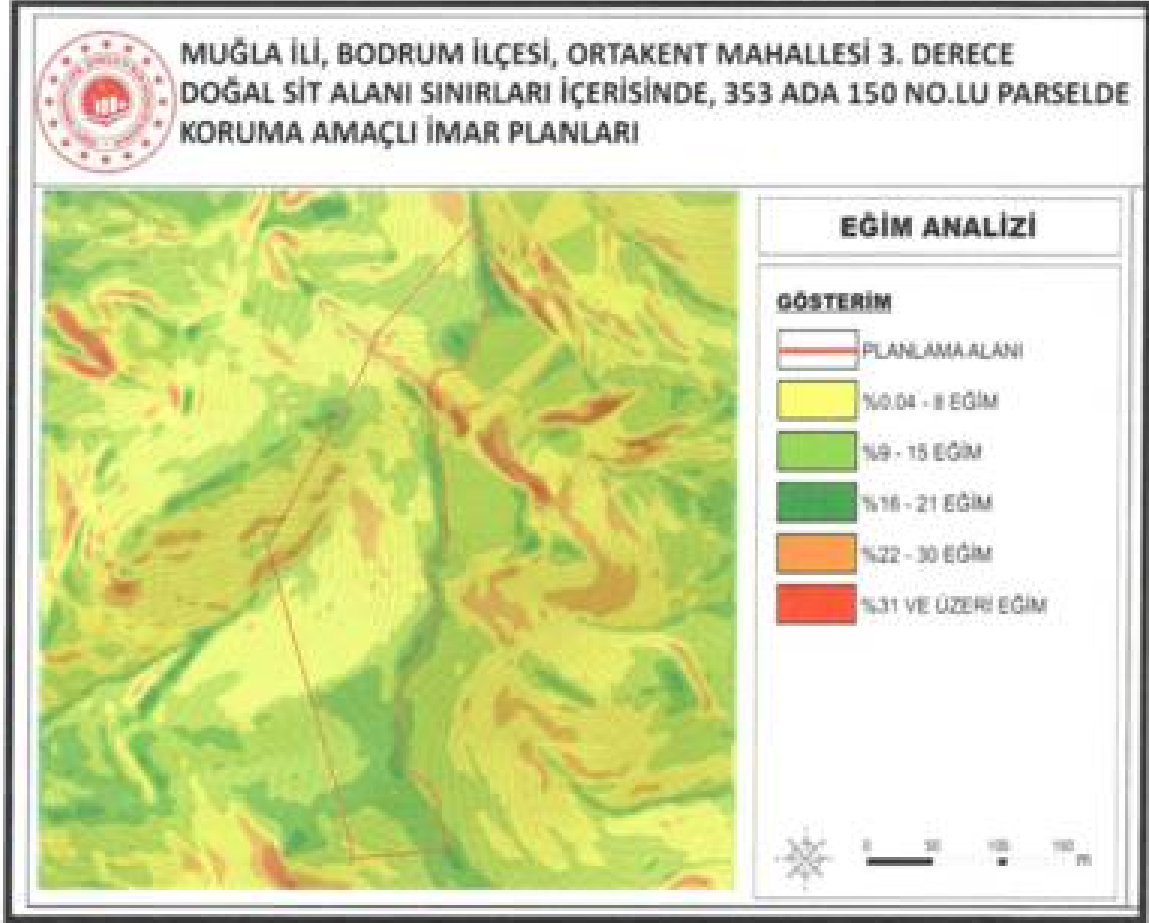 MUĞLA İLİ, BODRUM İLÇESİ, ORTAKENT MAHALLESİ 3. DERECE
DOĞAL SİT ALANI SINIRLARI İÇERİSİNDE, 353 ADA 150 NO.LU PARSELDE
KORUMA AMAÇLI İMAR PLANLARI
EĞİM ANALİZİ
GÖSTERİM
PLANLAMA ALANI
%0.04 - 8 EĞİM
%9 - 15 EĞİM
%16 - 21 EĞİM
%22 - 30 EĞİM
%31 VE ÜZERİ EĞİM
0 50 100 150
m